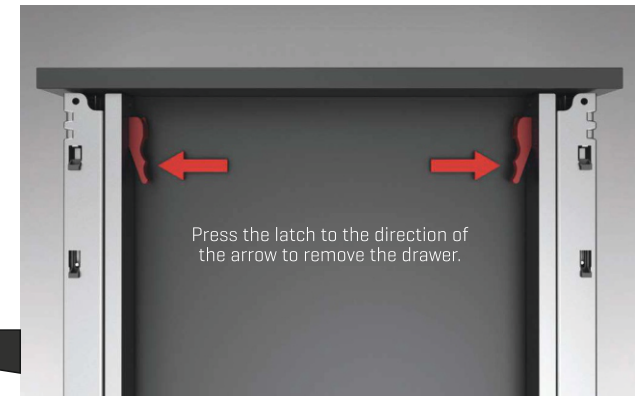 Press the latch to the direction of
the arrow to remove the drawer.